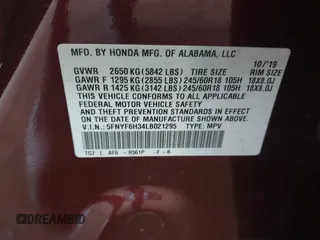 MFD. BY HONDA MFG. OF ALABAMA, LLC
10/'19
GVWR 2650 KG (5842 LBS) TIRE SIZE RIM SIZE
GAWR F 1295 KG (2855 LBS) 245/60R18 105H 18X8.0J
GAWR R 1425 KG (3142 LBS) 245/60R18 105H 18X8.0J
THIS VEHICLE CONFORMS TO ALL APPLICABLE
FEDERAL MOTOR VEHICLE SAFETY AND THEFT
PREVENTION STANDARDS IN EFFECT ON THE
DATE OF MANUFACTURE SHOWN ABOVE.
V.I.N.: 5FNYF6H34LB021295 TYPE: MPV
TG7 L AF6 R561P -F-B
DREAMBID